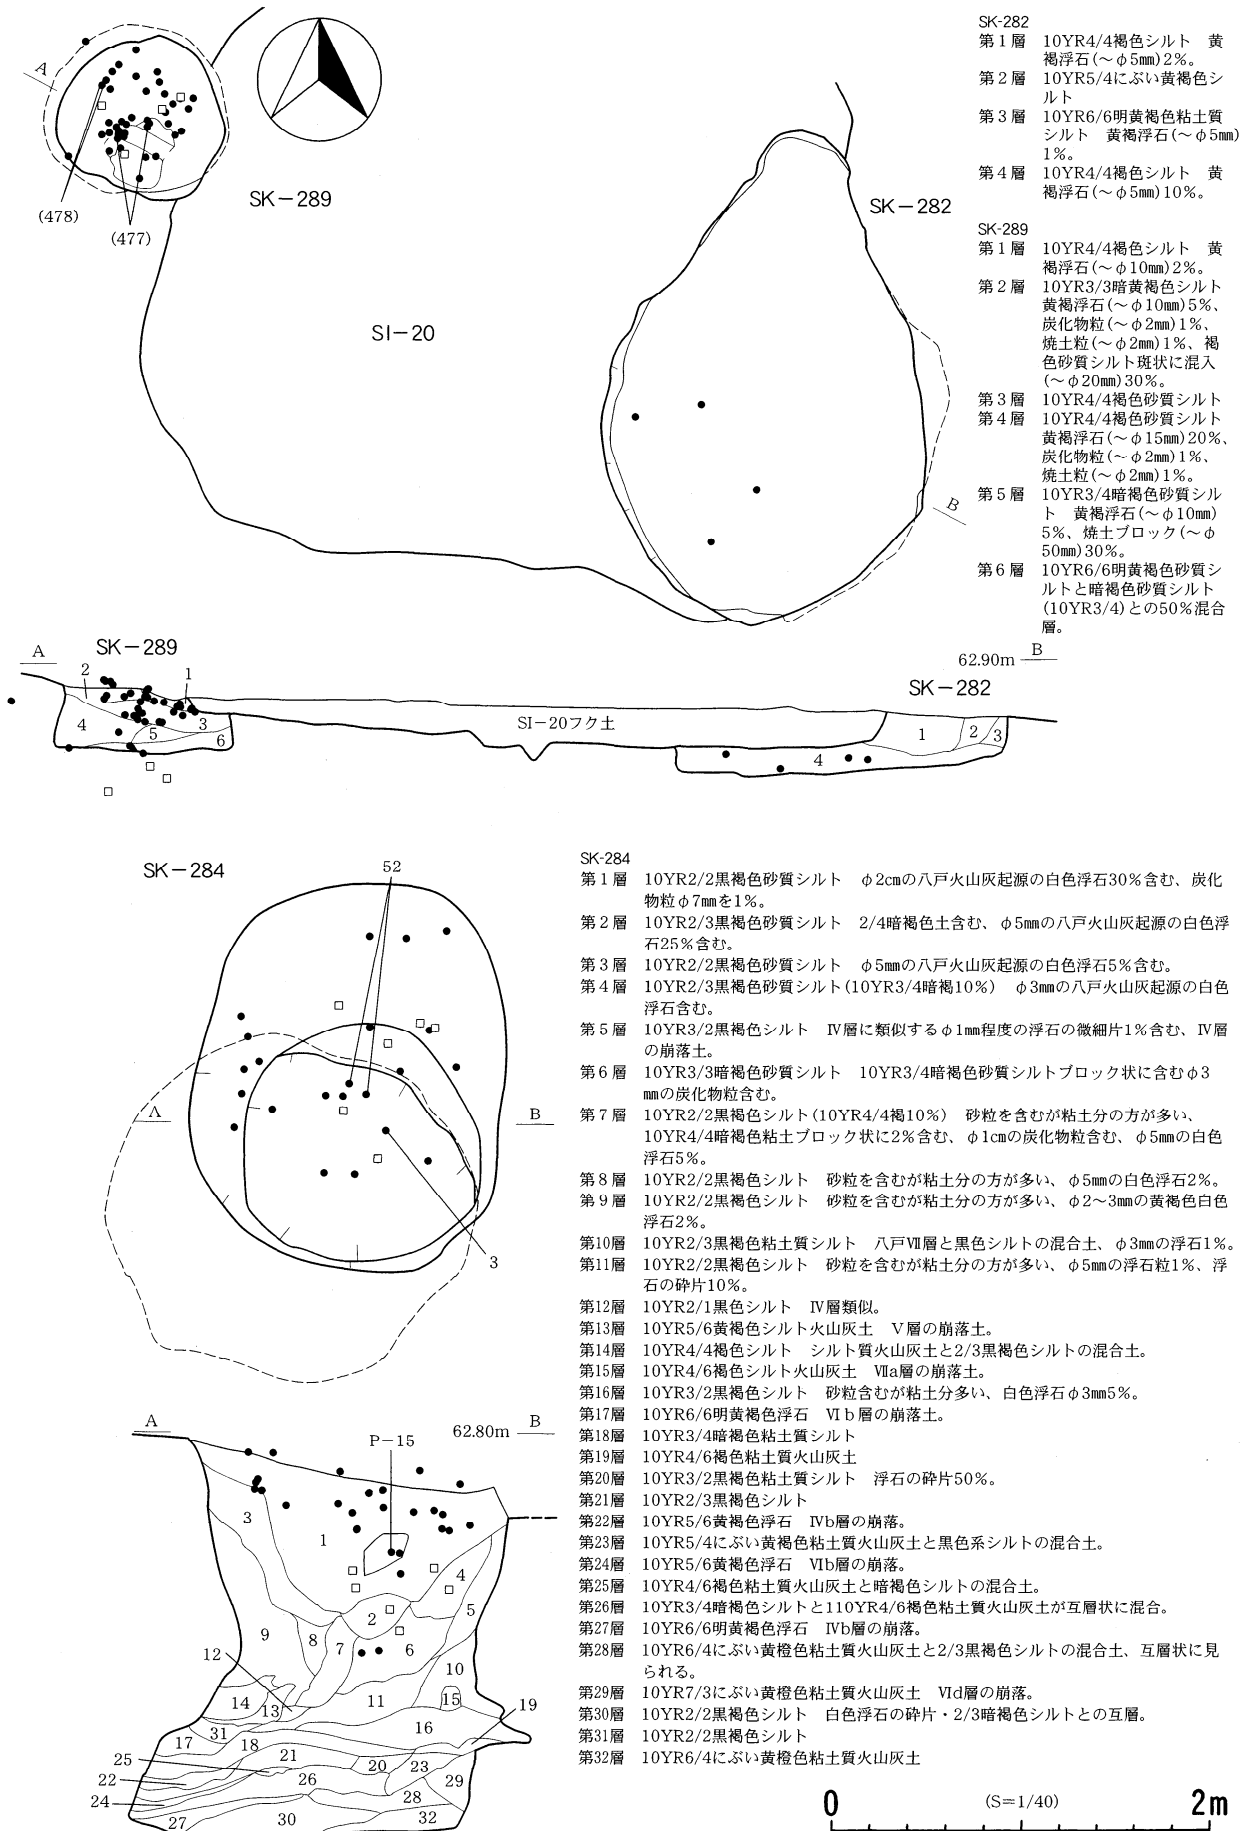 A
SK-289
(478)
(477)
SI-20
SK-282
B
SK-282
第1層 10YR4/4褐色シルト 黄
褐浮石(～φ5㎜)2%。
第2層 10YR5/4にぶい黄褐色シ
ルト
第3層 10YR6/6明黄褐色粘土質
シルト 黄褐浮石(～φ5㎜)
1%。
第4層 10YR4/4褐色シルト 黄
褐浮石(～φ5㎜)10%。
SK-289
第1層 10YR4/4褐色シルト 黄
褐浮石(～φ10㎜)2%。
第2層 10YR3/3暗黄褐色シルト
黄褐浮石(～φ10㎜)5%、
炭化物粒(～φ2㎜)1%、
焼土粒(～φ2㎜)1%、褐
色砂質シルト斑状に混入
(～φ20㎜)30%。
第3層 10YR4/4褐色砂質シルト
第4層 10YR4/4褐色砂質シルト
黄褐浮石(～φ15㎜)20%、
炭化物粒(～φ2㎜)1%、
焼土粒(～φ2㎜)1%。
第5層 10YR3/4暗褐色砂質シル
ト 黄褐浮石(～φ10㎜)
5%、焼土ブロック(～φ
50㎜)30%。
第6層 10YR6/6明黄褐色砂質シ
ルトと暗褐色砂質シルト
(10YR3/4)との50%混合
層。
A
SK-289
62.90m
B
SK-282
2
1
4
5
3
6
SI-20フク土
1
2
3
4
SK-284
52
A
B
3
SK-284
第1層 10YR2/2黒褐色砂質シルト φ2㎝の八戸火山灰起源の白色浮石30%含む、炭化
物粒φ7㎜を1%。
第2層 10YR2/3黒褐色砂質シルト 2/4暗褐色土含む、φ5㎜の八戸火山灰起源の白色浮
石25%含む。
第3層 10YR2/2黒褐色砂質シルト φ5㎜の八戸火山灰起源の白色浮石5%含む。
第4層 10YR2/3黒褐色砂質シルト(10YR3/4暗褐10%) φ3㎜の八戸火山灰起源の白色
浮石含む。
第5層 10YR3/2黒褐色シルト Ⅳ層に類似するφ1㎜程度の浮石の微細片1%含む、Ⅳ層
の崩落土。
第6層 10YR3/3暗褐色砂質シルト 10YR3/4暗褐色砂質シルトブロック状に含むφ3
㎜の炭化物粒含む。
第7層 10YR2/2黒褐色シルト(10YR4/4褐10%) 砂粒を含むが粘土分の方が多い、
10YR4/4暗褐色粘土ブロック状に2%含む、φ1㎝の炭化物粒含む、φ5㎜の白色
浮石5%。
第8層 10YR2/2黒褐色シルト 砂粒を含むが粘土分の方が多い、φ5㎜の白色浮石2%。
第9層 10YR2/2黒褐色シルト 砂粒を含むが粘土分の方が多い、φ2～3㎜の黄褐色白色
浮石2%。
第10層 10YR2/3黒褐色粘土質シルト 八戸Ⅶ層と黒色シルトの混合土、φ3㎜の浮石1%。
第11層 10YR2/2黒褐色シルト 砂粒を含むが粘土分の方が多い、φ5㎜の浮石粒1%、浮
石の砕片10%。
第12層 10YR2/1黒色シルト Ⅳ層類似。
第13層 10YR5/6黄褐色シルト火山灰土 Ⅴ層の崩落土。
第14層 10YR4/4褐色シルト シルト質火山灰土と2/3黒褐色シルトの混合土。
第15層 10YR4/6褐色シルト火山灰土 Ⅶa層の崩落土。
第16層 10YR3/2黒褐色シルト 砂粒含むが粘土分多い、白色浮石φ3㎜5%。
第17層 10YR6/6明黄褐色浮石 Ⅵb層の崩落土。
第18層 10YR3/4暗褐色粘土質シルト
第19層 10YR4/6褐色粘土質火山灰土
第20層 10YR3/2黒褐色粘土質シルト 浮石の砕片50%。
第21層 10YR2/3黒褐色シルト
第22層 10YR5/6黄褐色浮石 Ⅳb層の崩落。
第23層 10YR5/4にぶい黄褐色粘土質火山灰土と黒色系シルトの混合土。
第24層 10YR5/6黄褐色浮石 Ⅵb層の崩落。
第25層 10YR4/6褐色粘土質火山灰土と暗褐色シルトの混合土。
第26層 10YR3/4暗褐色シルトと110YR4/6褐色粘土質火山灰土が互層状に混合。
第27層 10YR6/6明黄褐色浮石 Ⅳb層の崩落。
第28層 10YR6/4にぶい黄橙色粘土質火山灰土と2/3黒褐色シルトの混合土、互層状に見
られる。
第29層 10YR7/3にぶい黄橙色粘土質火山灰土 Ⅵd層の崩落。
第30層 10YR2/2黒褐色シルト 白色浮石の砕片・2/3暗褐色シルトとの互層。
第31層 10YR2/2黒褐色シルト
第32層 10YR6/4にぶい黄橙色粘土質火山灰土
A
P-15
62.80m
B
3
1
4
2
5
9
8
7
6
12
10
14
13
11
15
19
31
16
17
18
25
21
20
23
22
26
29
24
28
27
30
32
0
(S=1/40)
2m